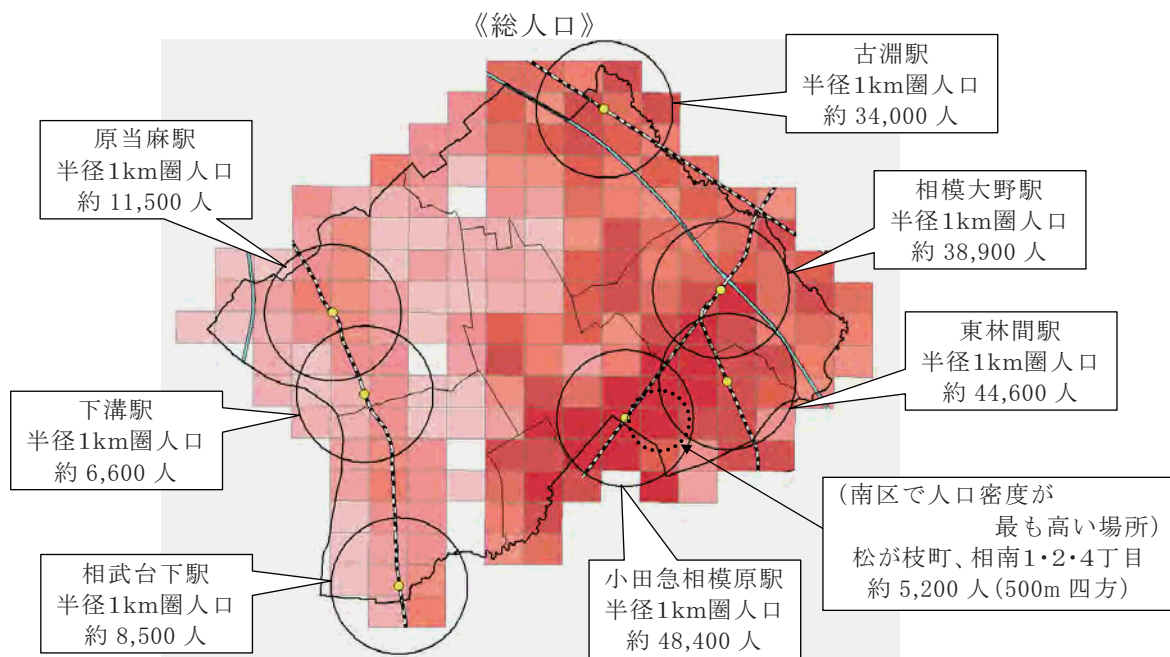 《総人口》
古淵駅
半径1km圏人口
約 34,000 人
原当麻駅
半径1km圏人口
約 11,500 人
相模大野駅
半径1km圏人口
約 38,900 人
東林間駅
半径1km圏人口
約 44,600 人
下溝駅
半径1km圏人口
約 6,600 人
(南区で人口密度が
最も高い場所)
松が枝町、相南1・2・4丁目
約 5,200 人(500m 四方)
相武台下駅
半径1km圏人口
約 8,500 人
小田急相模原駅
半径1km圏人口
約 48,400 人